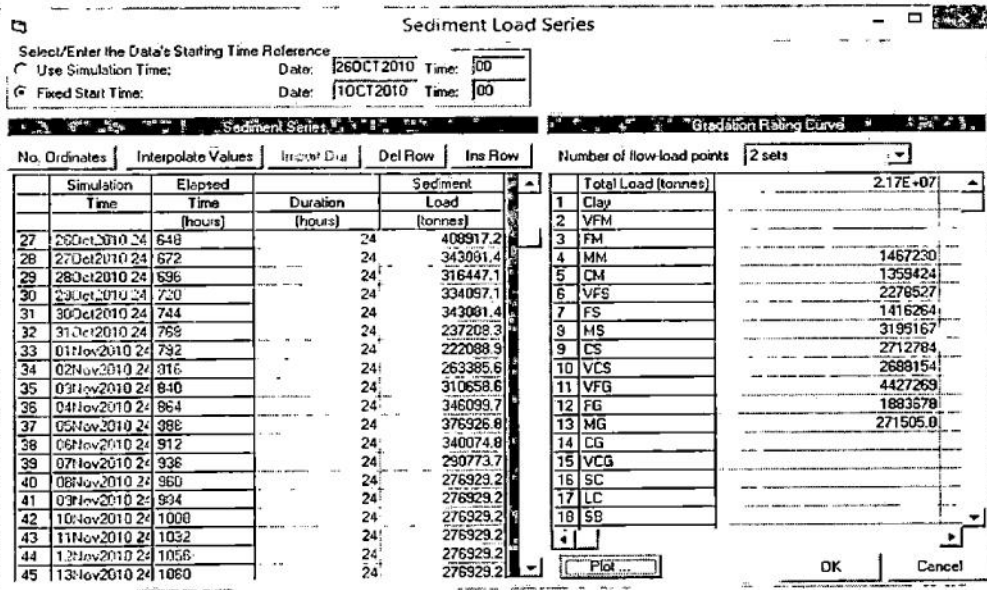 Sediment Load Series
Select/Enter the Data's Starting Time Reference
Use Simulation Time: Date: 26OCT2010 Time: 00
Fixed Start Time: Date: 1OCT2010 Time: 00
Sediment Series
No. Ordinates Interpolate Values Del Row Ins Row
Simulation Elapsed Sediment
Time Time Duration Load
(hours) (hours) (tonnes)
27 26Oct2010 24 648 24 408917.2
28 27Oct2010 24 672 24 343081.4
29 28Oct2010 24 696 24 316447.1
30 29Oct2010 24 720 24 334097.1
31 30Oct2010 24 744 24 343081.4
32 31Oct2010 24 768 24 237208.3
33 01Nov2010 24 792 24 222088.9
34 02Nov2010 24 816 24 263385.6
35 03Nov2010 24 840 24 310658.6
36 04Nov2010 24 864 24 346099.7
37 05Nov2010 24 888 24 376926.8
38 06Nov2010 24 912 24 340074.8
39 07Nov2010 24 936 24 290773.7
40 08Nov2010 24 960 24 276929.2
41 09Nov2010 24 984 24 276929.2
42 10Nov2010 24 1008 24 276929.2
43 11Nov2010 24 1032 24 276929.2
44 12Nov2010 24 1056 24 276929.2
45 13Nov2010 24 1080 24 276929.2
Gradation Rating Curve
Number of flow-load points 2 sets
Total Load (tonnes) 2.17E+07
1 Clay
2 VFM
3 FM
4 MM 1467230
5 CM 1359424
6 VFS 2278527
7 FS 1416264
8 MS 3195167
9 CS 2712784
10 VCS 2688154
11 VFG 4427269
12 FG 1883678
13 MG 271505.0
14 CG
15 VCG
16 SC
17 LC
18 SB
Plot ... OK Cancel